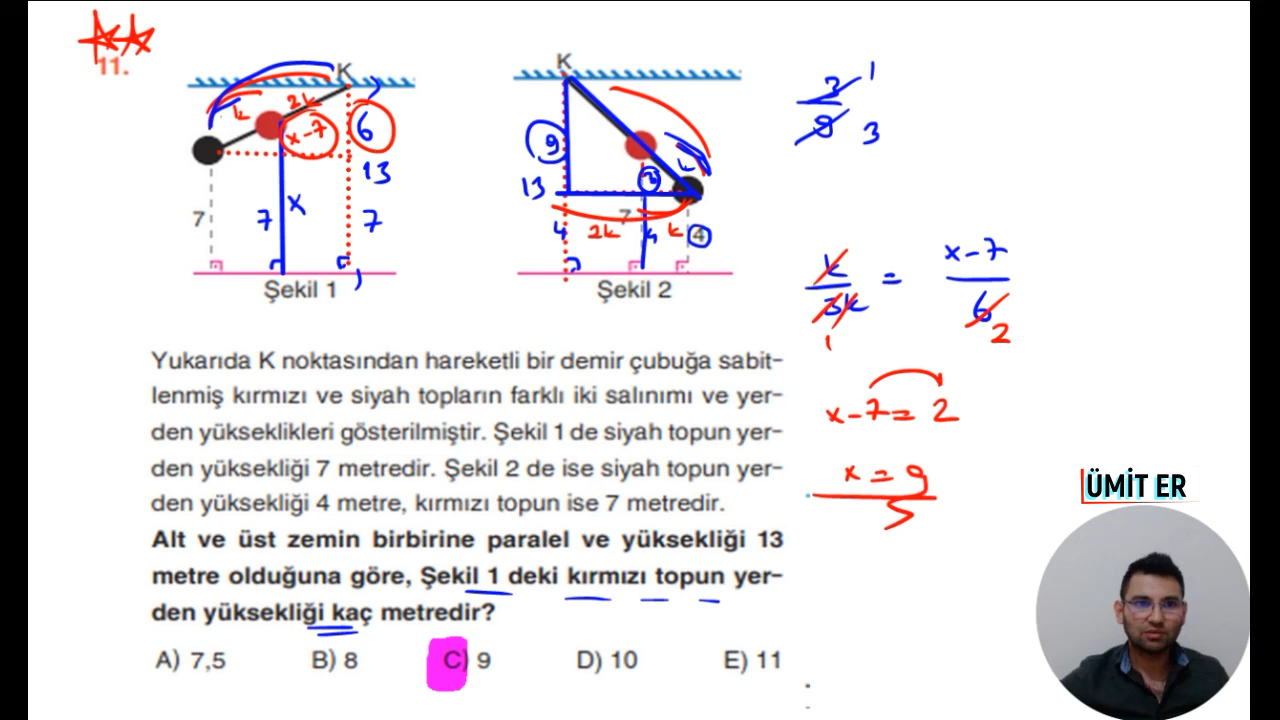 11.
K
k
2k
x-7
6
13
7
7
x
7
Şekil 1
K
9
13
3
k
7
4
2k
4
k
4
Şekil 2
3 1
9 3
k = x-7
3k 6
1 2
x-7=2
x=9
Yukarıda K noktasından hareketli bir demir çubuğa sabit-
lenmiş kırmızı ve siyah topların farklı iki salınımı ve yer-
den yükseklikleri gösterilmiştir. Şekil 1 de siyah topun yer-
den yüksekliği 7 metredir. Şekil 2 de ise siyah topun yer-
den yüksekliği 4 metre, kırmızı topun ise 7 metredir.
Alt ve üst zemin birbirine paralel ve yüksekliği 13
metre olduğuna göre, Şekil 1 deki kırmızı topun yer-
den yüksekliği kaç metredir?
A) 7,5 B) 8 C) 9 D) 10 E) 11
ÜMİT ER